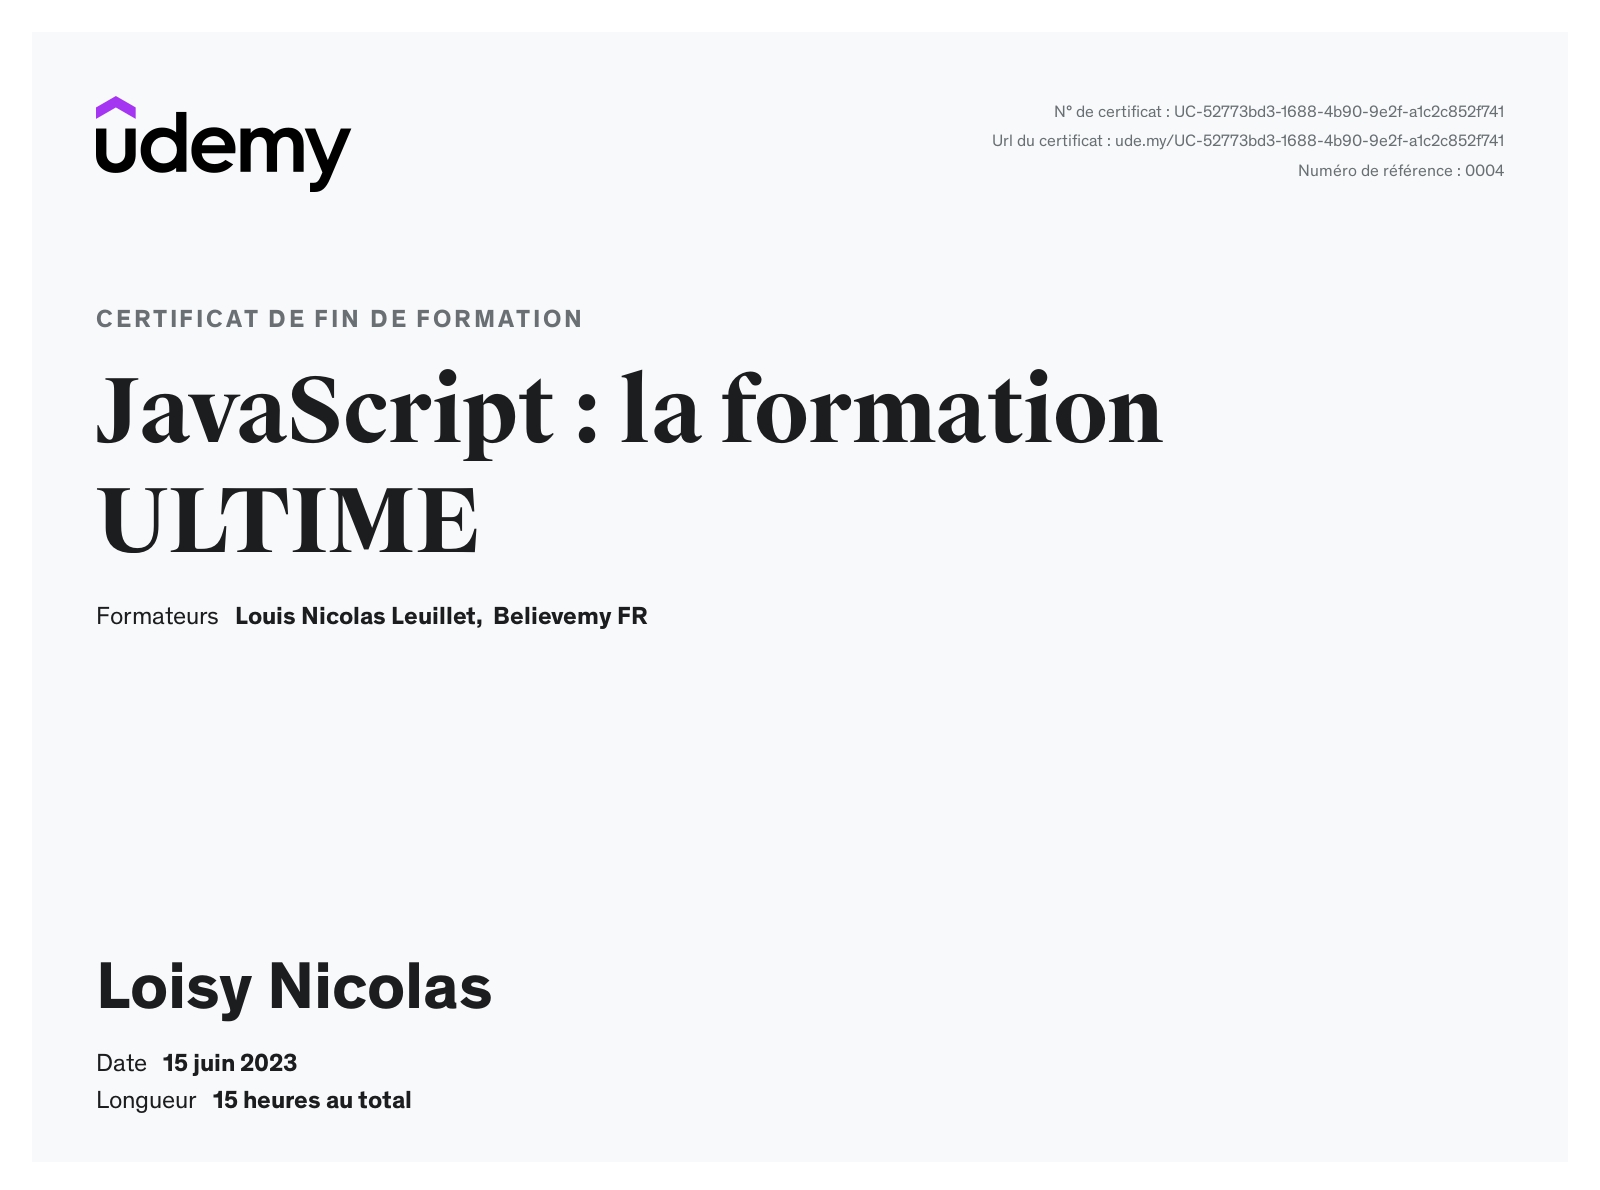 udemy
N° de certificat : UC-52773bd3-1688-4b90-9e2f-a1c2c852f741
Url du certificat : ude.my/UC-52773bd3-1688-4b90-9e2f-a1c2c852f741
Numéro de référence : 0004
CERTIFICAT DE FIN DE FORMATION
JavaScript : la formation
ULTIME
Formateurs Louis Nicolas Leuillet, Believemy FR
Loisy Nicolas
Date 15 juin 2023
Longueur 15 heures au total